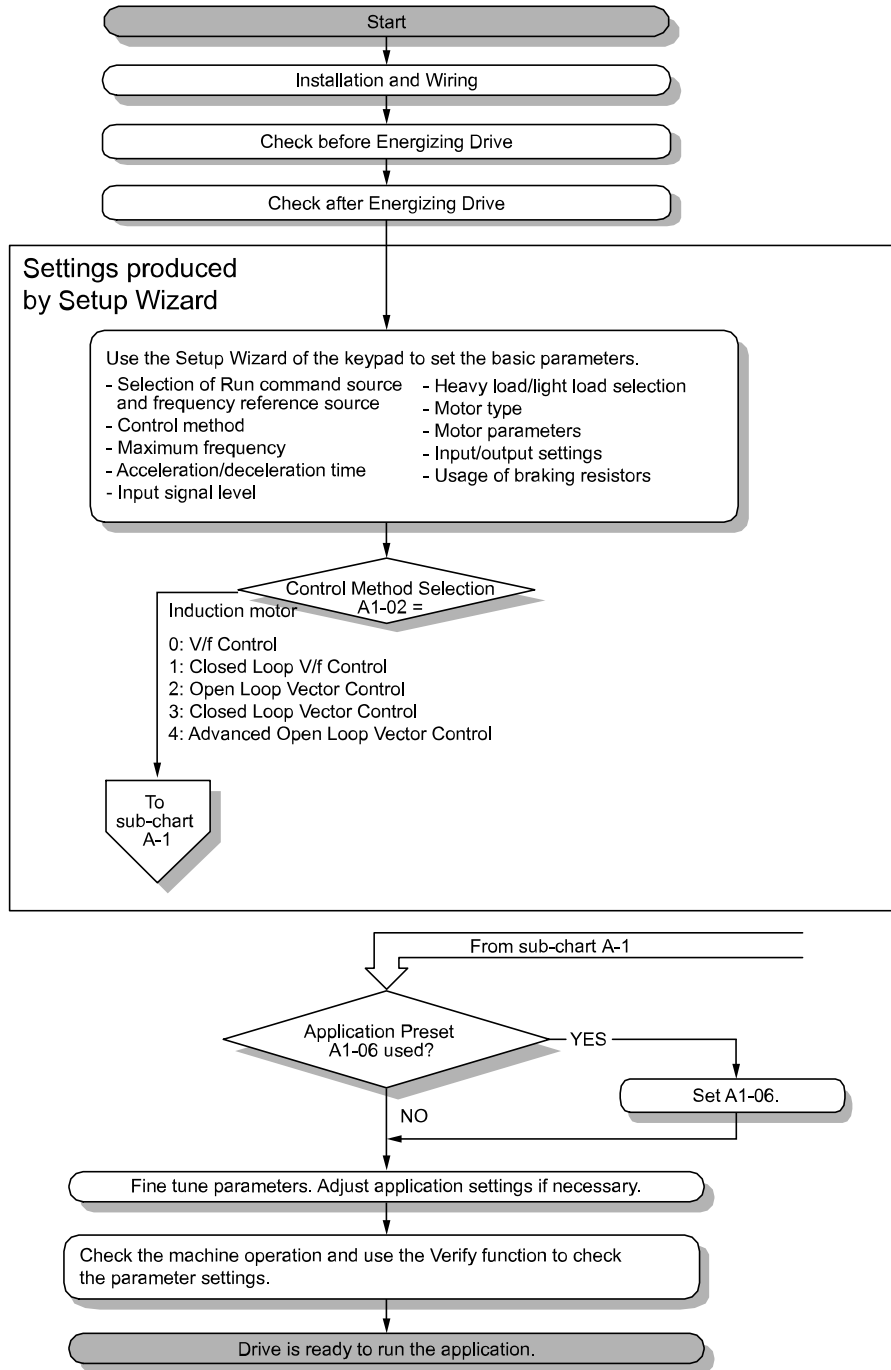 Start
Installation and Wiring
Check before Energizing Drive
Check after Energizing Drive
Settings produced
by Setup Wizard
Use the Setup Wizard of the keypad to set the basic parameters.
- Selection of Run command source
and frequency reference source
- Control method
- Maximum frequency
- Acceleration/deceleration time
- Input signal level
- Heavy load/light load selection
- Motor type
- Motor parameters
- Input/output settings
- Usage of braking resistors
Control Method Selection
A1-02 =
Induction motor
0: V/f Control
1: Closed Loop V/f Control
2: Open Loop Vector Control
3: Closed Loop Vector Control
4: Advanced Open Loop Vector Control
To
sub-chart
A-1
From sub-chart A-1
Application Preset
A1-06 used?
YES
Set A1-06.
NO
Fine tune parameters. Adjust application settings if necessary.
Check the machine operation and use the Verify function to check
the parameter settings.
Drive is ready to run the application.